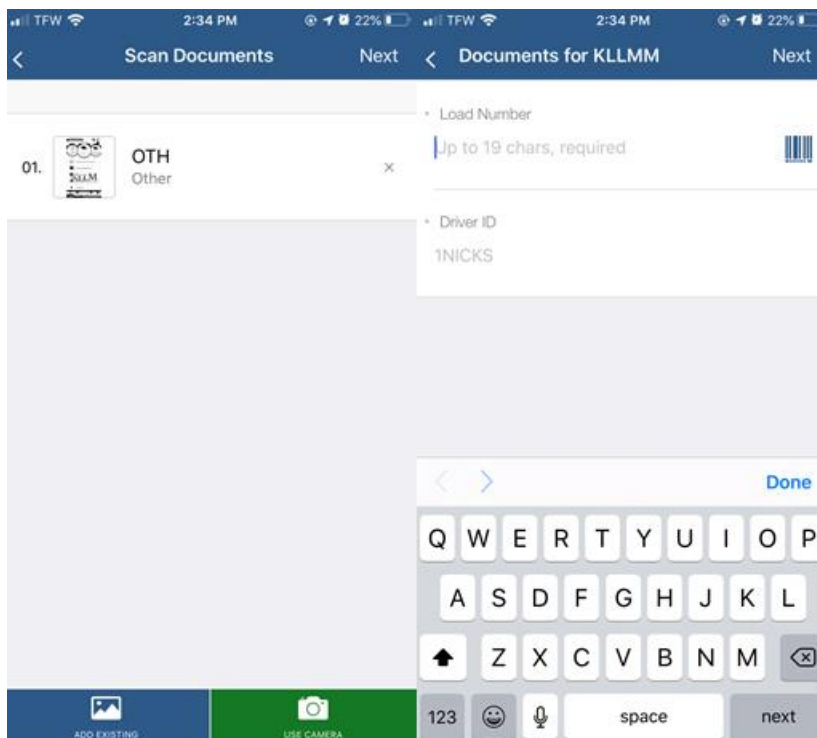 TFW 2:34 PM 22%
Scan Documents Next
01. KLLM OTH
Other
ADD EXISTING USE CAMERA
TFW 2:34 PM 22%
Documents for KLLMM Next
• Load Number
Up to 19 chars, required
• Driver ID
1NICKS
Done
Q W E R T Y U I O P
A S D F G H J K L
Z X C V B N M
123 space next